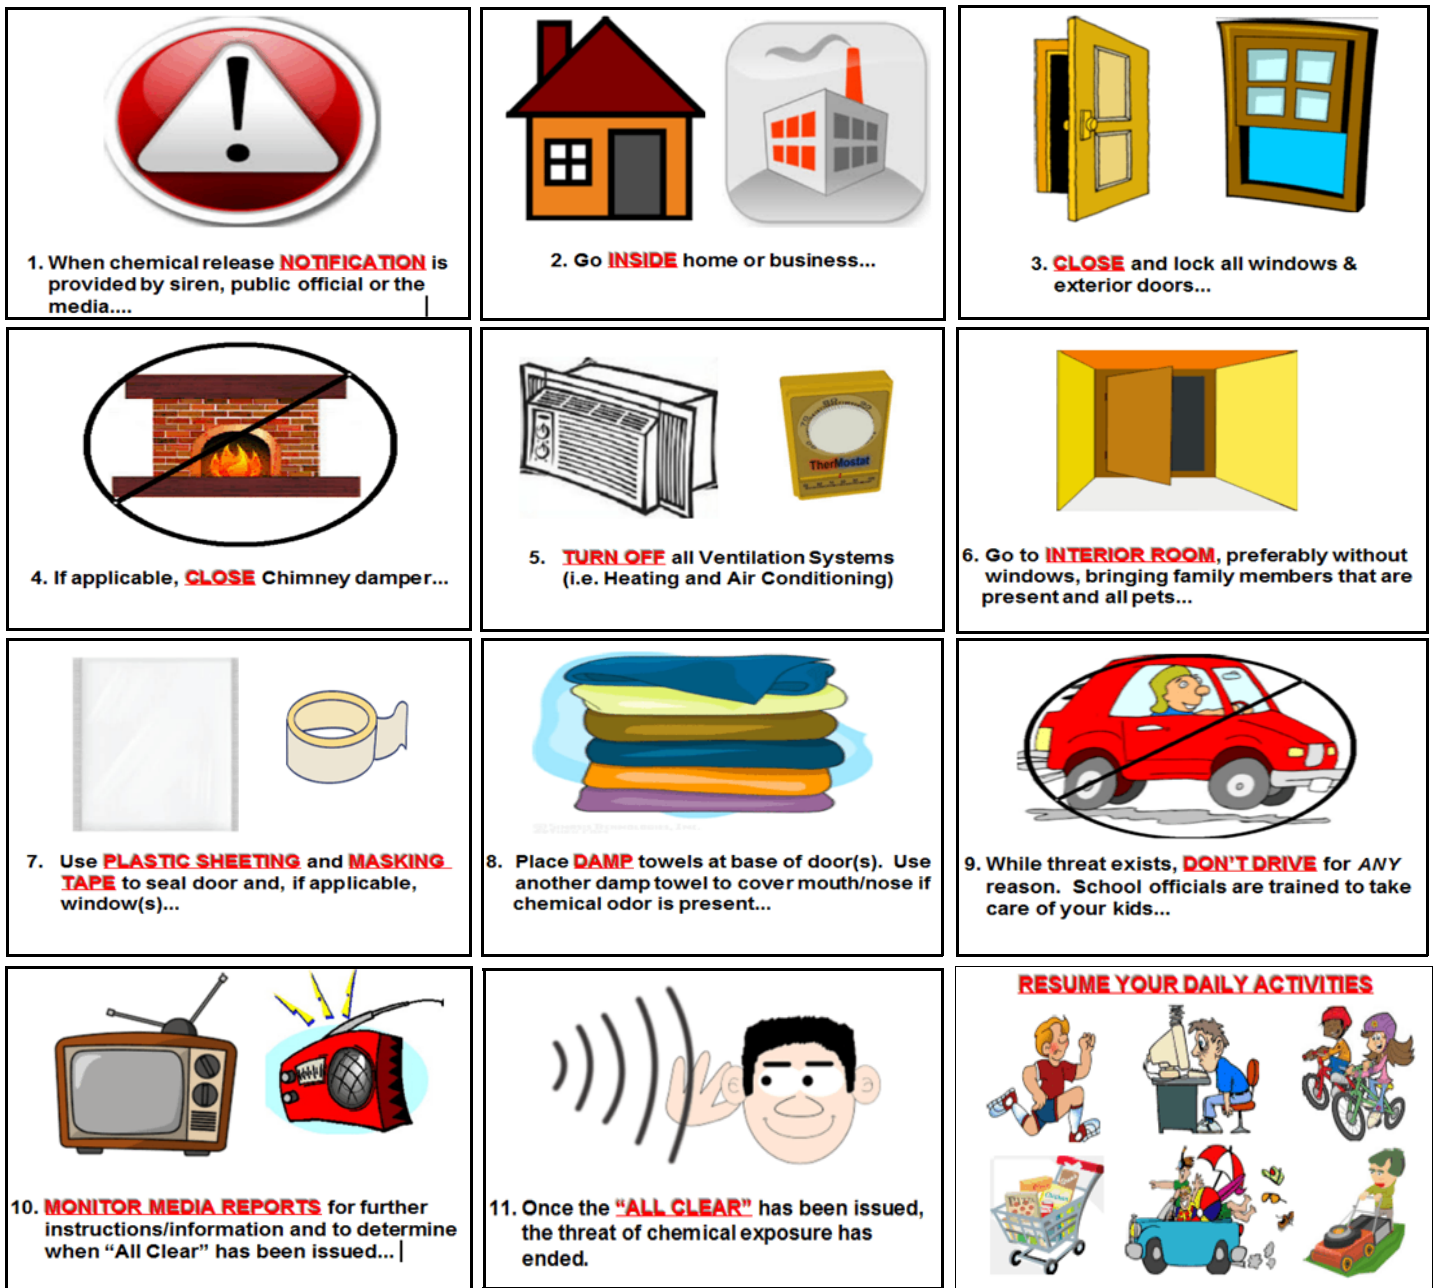 1. When chemical release NOTIFICATION is
provided by siren, public official or the
media....
2. Go INSIDE home or business...
3. CLOSE and lock all windows &
exterior doors...
4. If applicable, CLOSE Chimney damper...
TherMostat
5. TURN OFF all Ventilation Systems
(i.e. Heating and Air Conditioning)
6. Go to INTERIOR ROOM, preferably without
windows, bringing family members that are
present and all pets...
7. Use PLASTIC SHEETING and MASKING
TAPE to seal door and, if applicable,
window(s)...
8. Place DAMP towels at base of door(s). Use
another damp towel to cover mouth/nose if
chemical odor is present...
9. While threat exists, DON'T DRIVE for ANY
reason. School officials are trained to take
care of your kids...
10. MONITOR MEDIA REPORTS for further
instructions/information and to determine
when “All Clear” has been issued...
11. Once the “ALL CLEAR” has been issued,
the threat of chemical exposure has
ended.
RESUME YOUR DAILY ACTIVITIES